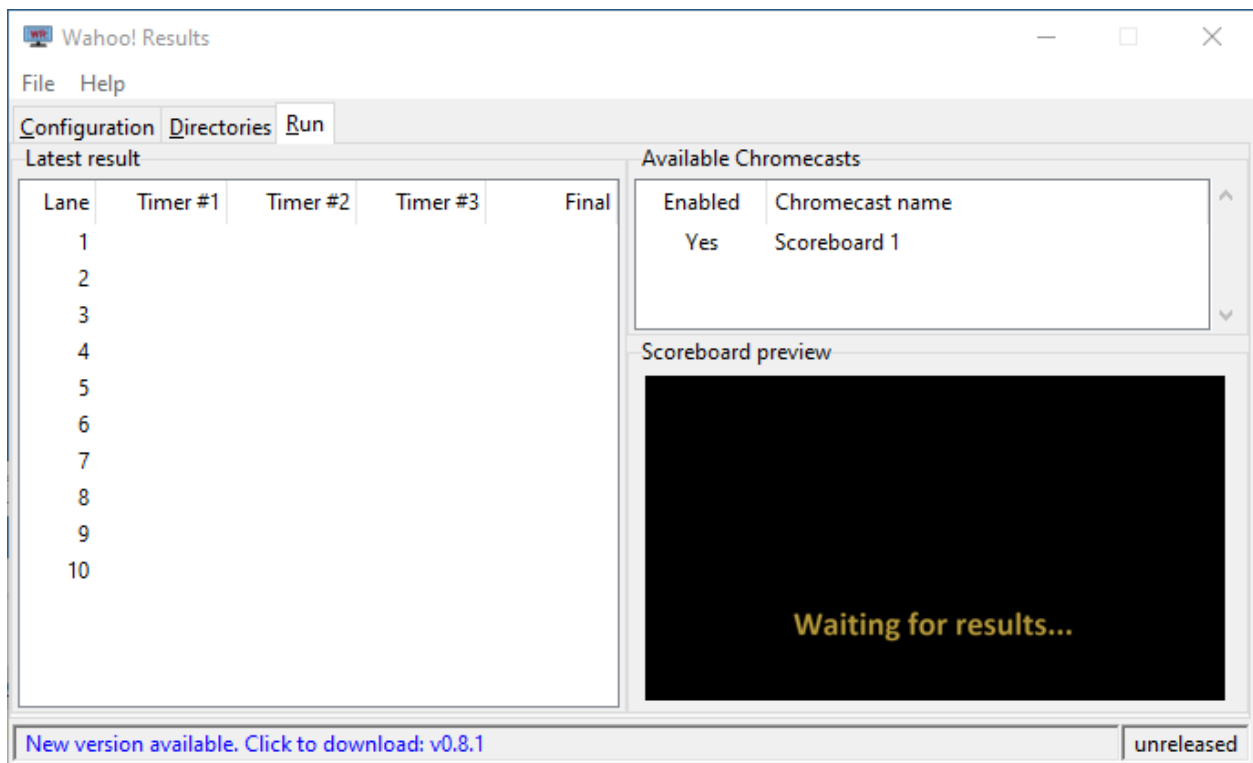 WR Wahoo! Results
File Help
Configuration Directories Run
Latest result
Lane Timer #1 Timer #2 Timer #3 Final
1
2
3
4
5
6
7
8
9
10
Available Chromecasts
Enabled Chromecast name
Yes Scoreboard 1
Scoreboard preview
Waiting for results...
New version available. Click to download: v0.8.1
unreleased